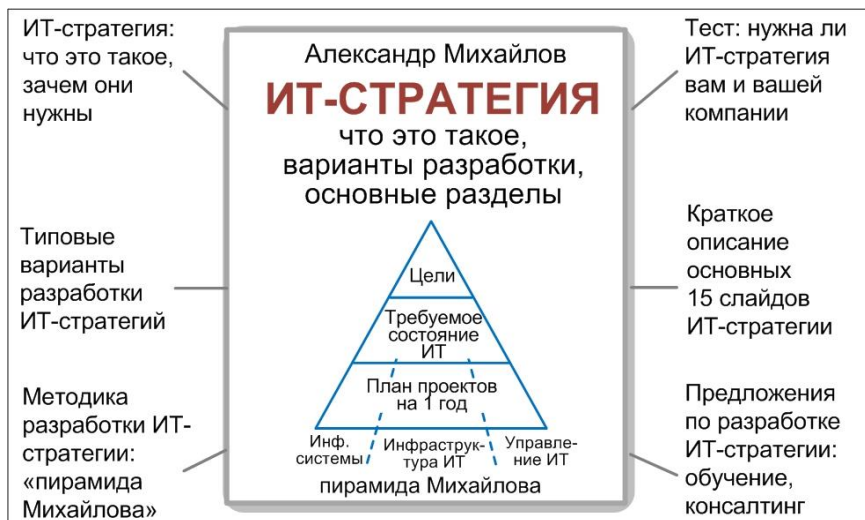 ИТ-стратегия:
что это такое,
зачем они
нужны
Типовые
варианты
разработки
ИТ-стратегий
Методика
разработки ИТ-
стратегии:
«пирамида
Михайлова»
Александр Михайлов
ИТ-СТРАТЕГИЯ
что это такое,
варианты разработки,
основные разделы
Цели
Требуемое
состояние
ИТ
План проектов
на 1 год
Инф.
системы
Инфраструк-
тура ИТ
Управле-
ние ИТ
пирамида Михайлова
Тест: нужна ли
ИТ-стратегия
вам и вашей
компании
Краткое
описание
основных
15 слайдов
ИТ-стратегии
Предложения
по разработке
ИТ-стратегии:
обучение,
консалтинг